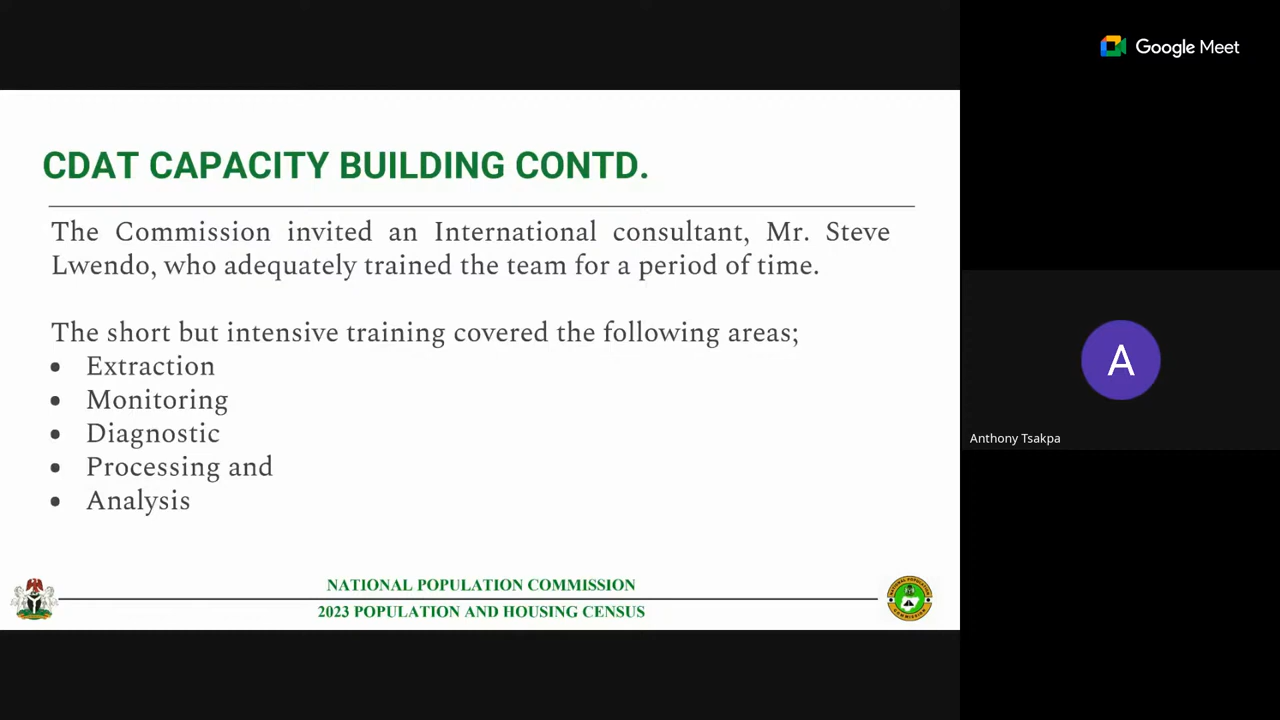 Google Meet
CDAT CAPACITY BUILDING CONTD.
The Commission invited an International consultant, Mr. Steve
Lwendo, who adequately trained the team for a period of time.
The short but intensive training covered the following areas;
• Extraction
• Monitoring
• Diagnostic
• Processing and
• Analysis
NATIONAL POPULATION COMMISSION
2023 POPULATION AND HOUSING CENSUS
A
Anthony Tsakpa